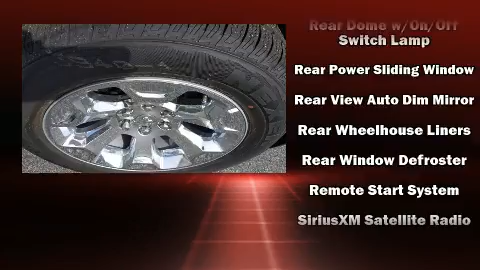 Rear Dome w/On/Off
Switch Lamp
Rear Power Sliding Window
Rear View Auto Dim Mirror
Rear Wheelhouse Liners
Rear Window Defroster
Remote Start System
SiriusXM Satellite Radio